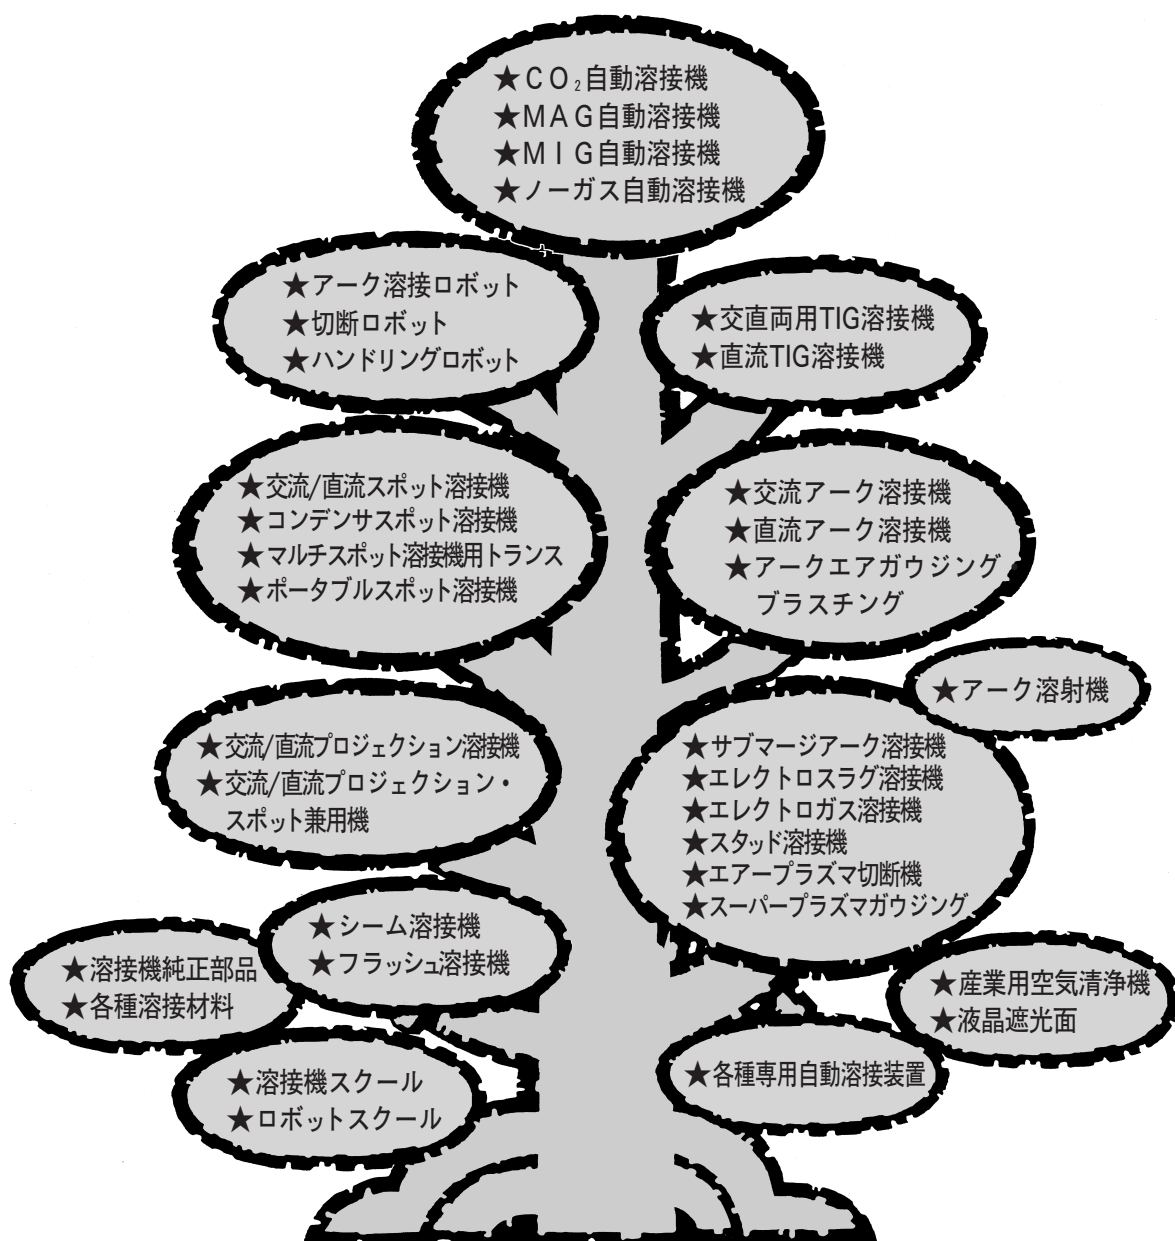 ★CO₂自動溶接機
★MAG自動溶接機
★MIG自動溶接機
★ノーガス自動溶接機
★アーク溶接ロボット
★切断ロボット
★ハンドリングロボット
★交直両用TIG溶接機
★直流TIG溶接機
★交流/直流スポット溶接機
★コンデンサスポット溶接機
★マルチスポット溶接機用トランス
★ポータブルスポット溶接機
★交流アーク溶接機
★直流アーク溶接機
★アークエアガウジング
ブラスチング
★アーク溶射機
★交流/直流プロジェクション溶接機
★交流/直流プロジェクション・
スポット兼用機
★サブマージアーク溶接機
★エレクトロスラグ溶接機
★エレクトロガス溶接機
★スタッド溶接機
★エアープラズマ切断機
★スーパープラズマガウジング
★シーム溶接機
★フラッシュ溶接機
★溶接機純正部品
★各種溶接材料
★産業用空気清浄機
★液晶遮光面
★溶接機スクール
★ロボットスクール
★各種専用自動溶接装置